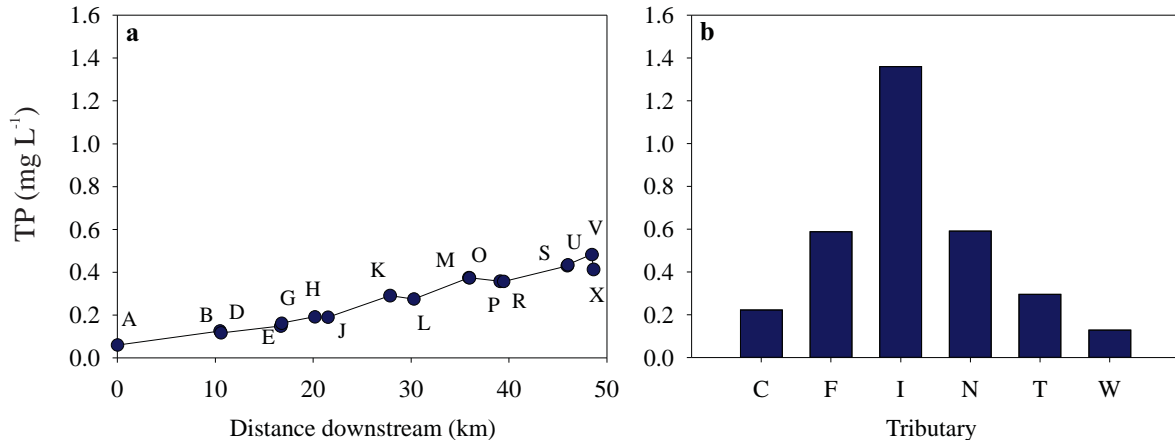 a
TP (mg L-1)
1.6
1.4
1.2
1.0
0.8
0.6
0.4
0.2
0.0
A
B
D
E
G
H
J
K
L
M
O
P
R
S
U
V
X
0
10
20
30
40
50
Distance downstream (km)
b
1.6
1.4
1.2
1.0
0.8
0.6
0.4
0.2
0.0
C
F
I
N
T
W
Tributary